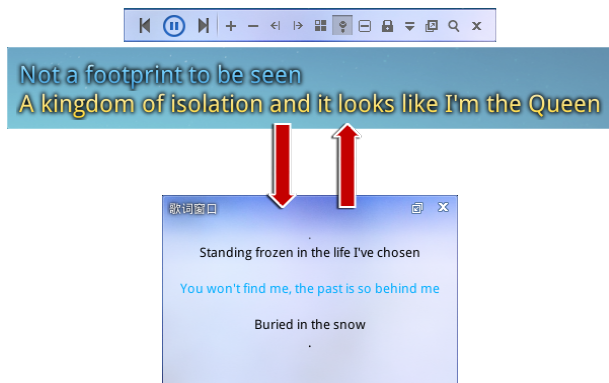 Not a footprint to be seen
A kingdom of isolation and it looks like I'm the Queen
歌词窗口
.
Standing frozen in the life I've chosen
You won't find me, the past is so behind me
Buried in the snow
.